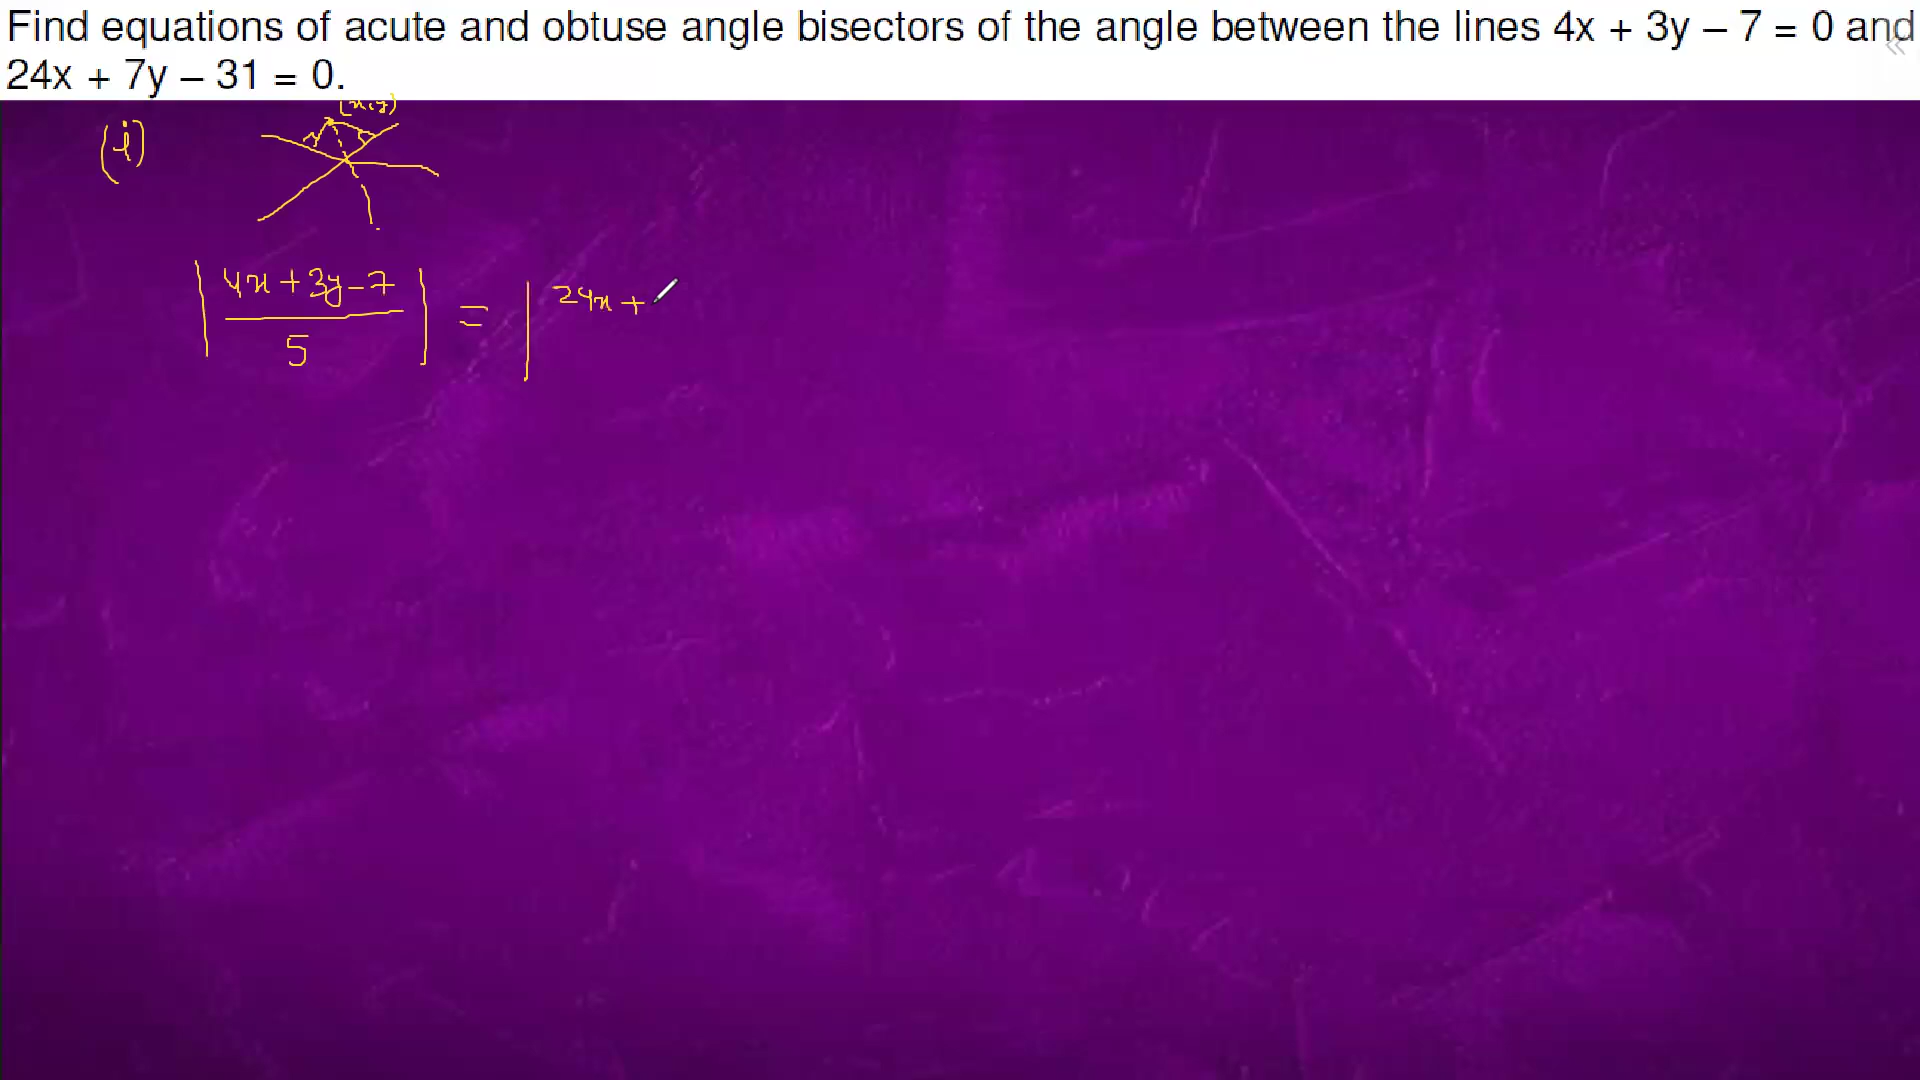 Find equations of acute and obtuse angle bisectors of the angle between the lines 4x + 3y – 7 = 0 and
24x + 7y – 31 = 0.
(i)
(x,y)
| 4x + 3y - 7 / 5 | = | 24x +